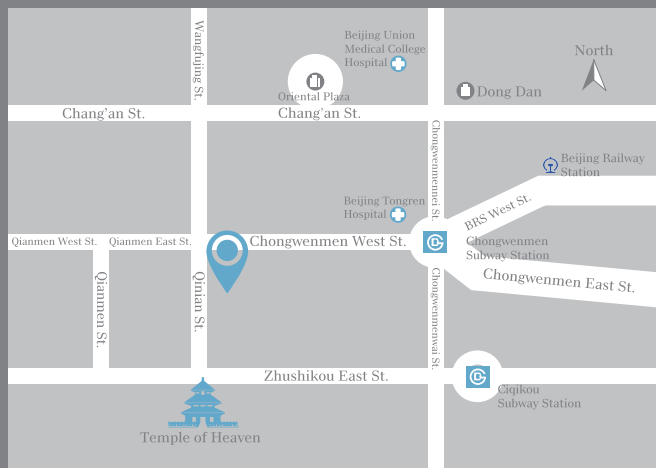 Beijing Union
Medical College
Hospital
North
Wangfujing St.
Oriental Plaza
Dong Dan
Chang'an St.
Chang'an St.
Chongwenmennei St.
Beijing Railway
Station
Beijing Tongren
Hospital
BRS West St.
Qianmen West St.
Qianmen East St.
Chongwenmen West St.
Chongwenmen
Subway Station
Qianmen St.
Qinian St.
Chongwenmenwai St.
Chongwenmen East St.
Zhushikou East St.
Ciqikou
Subway Station
Temple of Heaven